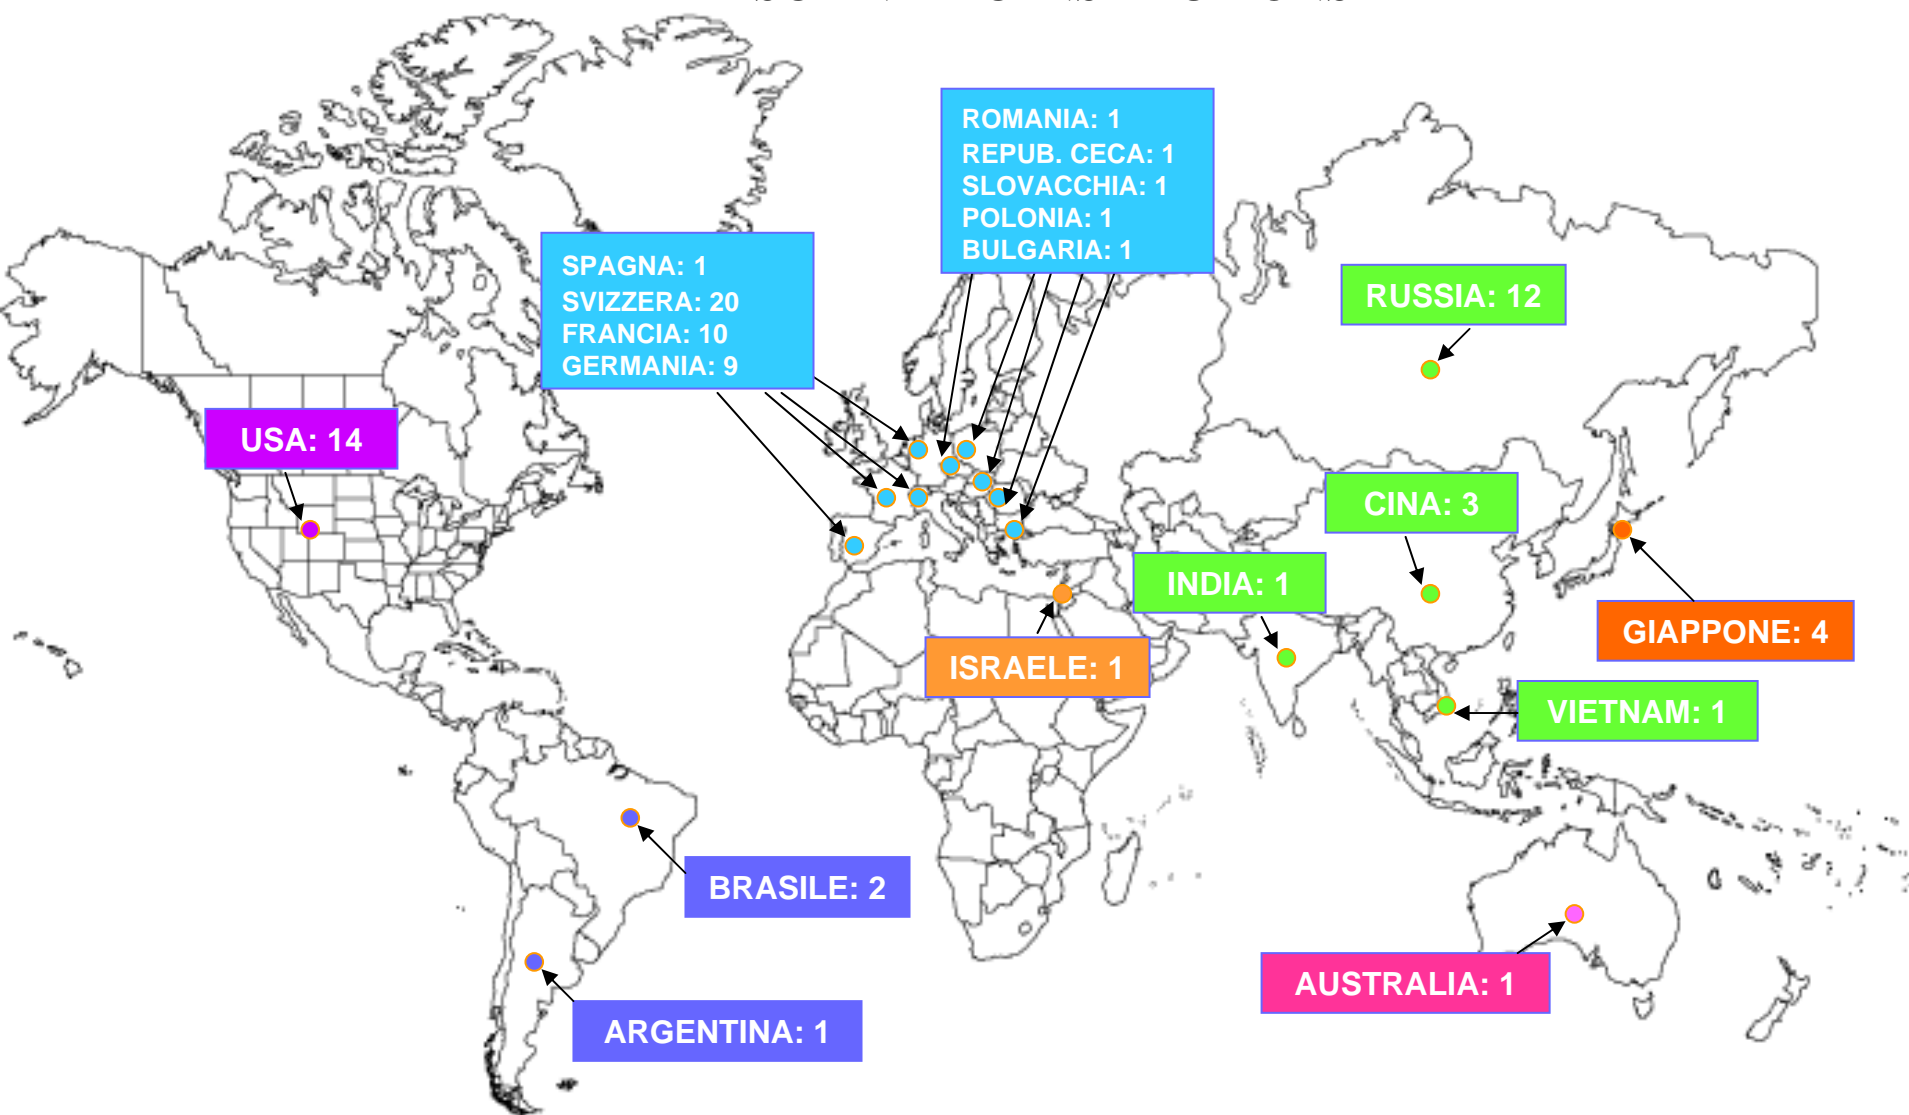 ROMANIA: 1
REPUB. CECA: 1
SLOVACCHIA: 1
POLONIA: 1
BULGARIA: 1
SPAGNA: 1
SVIZZERA: 20
FRANCIA: 10
GERMANIA: 9
RUSSIA: 12
USA: 14
CINA: 3
INDIA: 1
GIAPPONE: 4
ISRAELE: 1
VIETNAM: 1
BRASILE: 2
AUSTRALIA: 1
ARGENTINA: 1